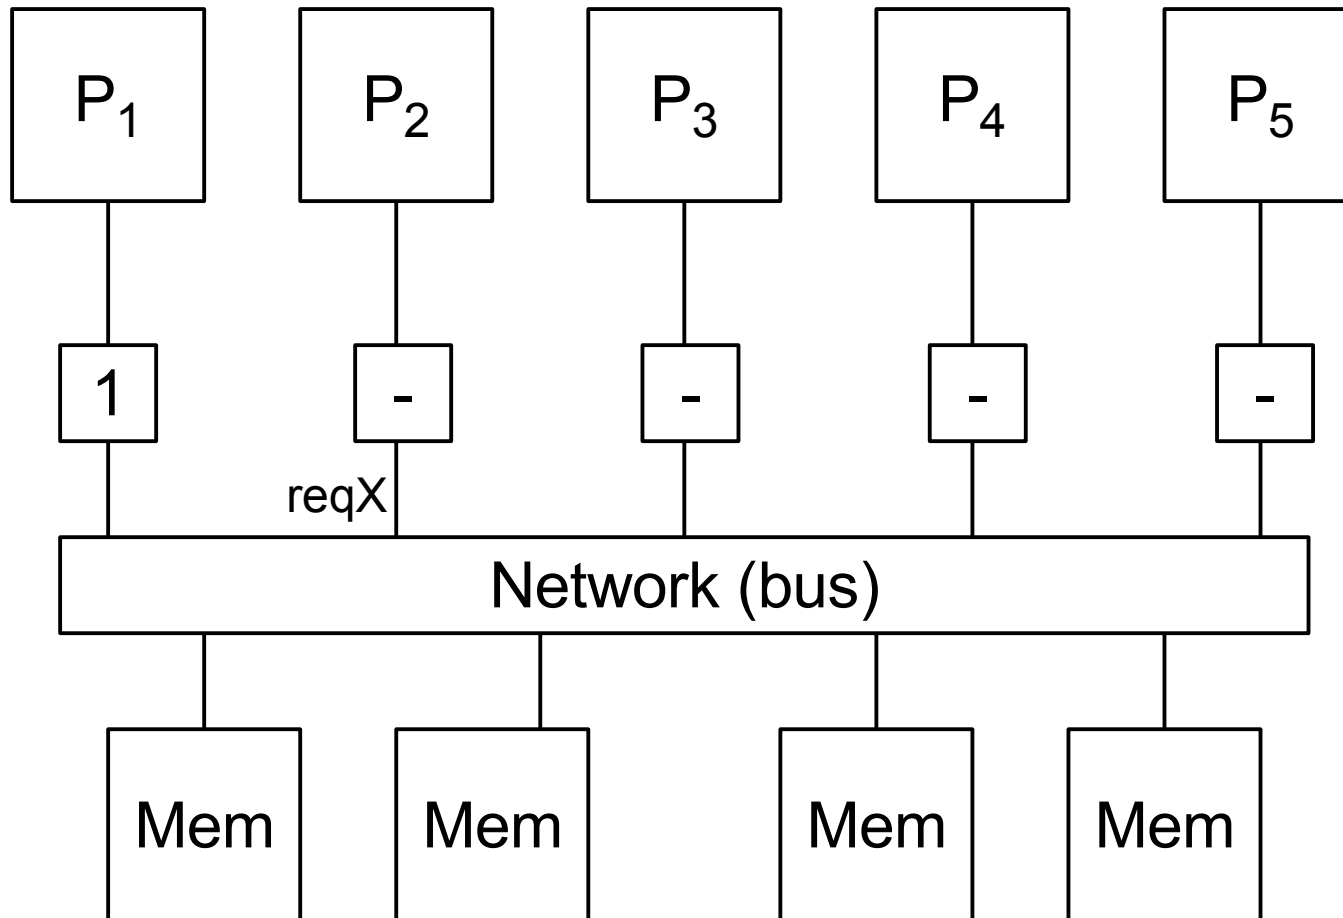 P₁ P₂ P₃ P₄ P₅
1 - - - -
reqX
Network (bus)
Mem Mem Mem Mem